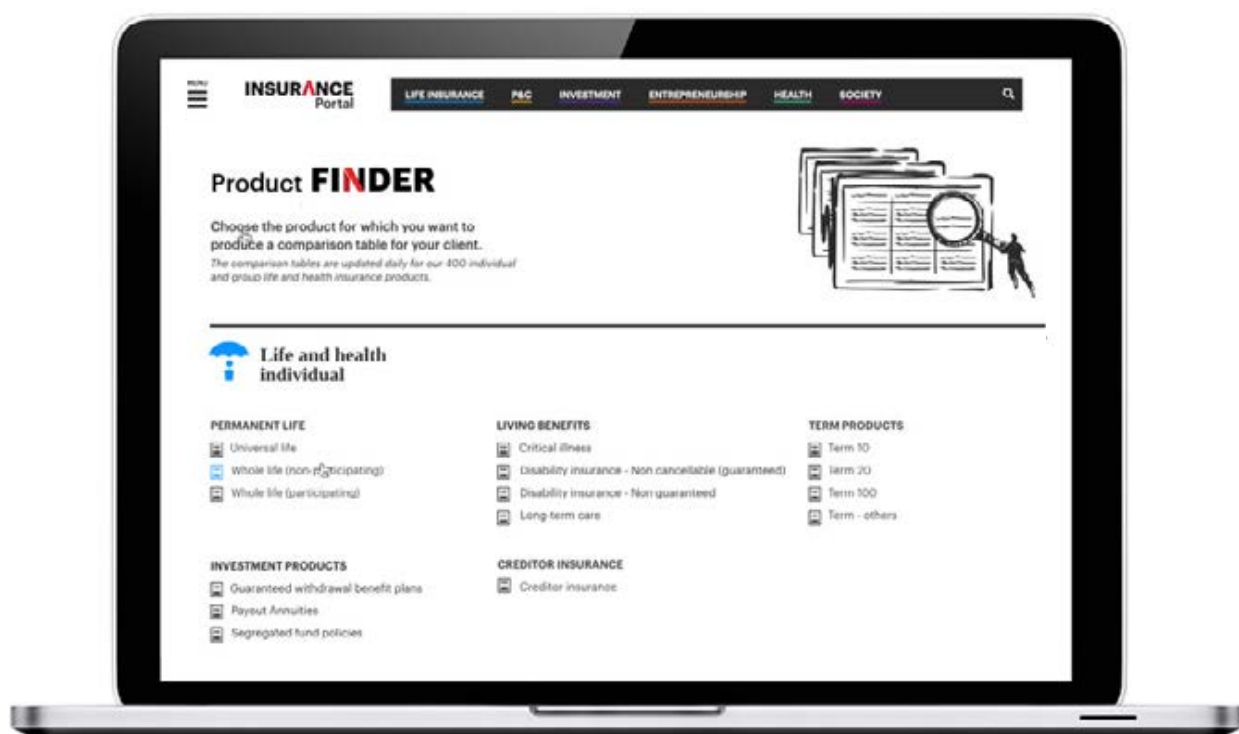 MENU
INSURANCE
Portal
LIFE INSURANCE P&C INVESTMENT ENTREPRENEURSHIP HEALTH SOCIETY
Product FINDER
Choose the product for which you want to
produce a comparison table for your client.
The comparison tables are updated daily for our 400 individual
and group life and health insurance products.
Life and health
individual
PERMANENT LIFE
Universal life
Whole life (non-participating)
Whole life (participating)
LIVING BENEFITS
Critical illness
Disability insurance - Non cancellable (guaranteed)
Disability insurance - Non guaranteed
Long-term care
TERM PRODUCTS
Term 10
Term 20
Term 100
Term - others
INVESTMENT PRODUCTS
Guaranteed withdrawal benefit plans
Payout Annuities
Segregated fund policies
CREDITOR INSURANCE
Creditor insurance